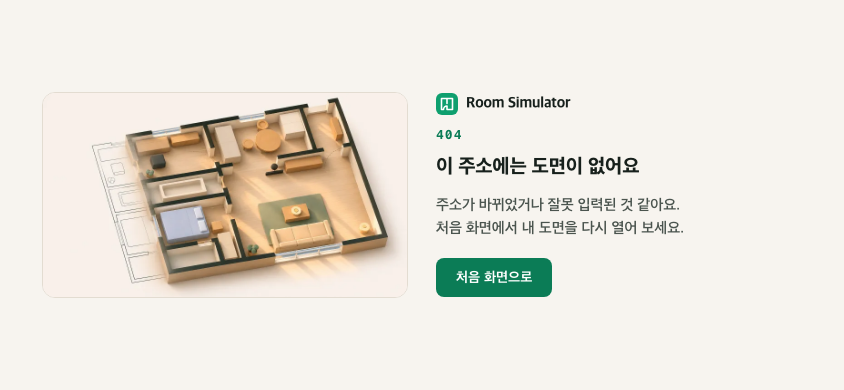 Room Simulator
404
이 주소에는 도면이 없어요
주소가 바뀌었거나 잘못 입력된 것 같아요.
처음 화면에서 내 도면을 다시 열어 보세요.
처음 화면으로